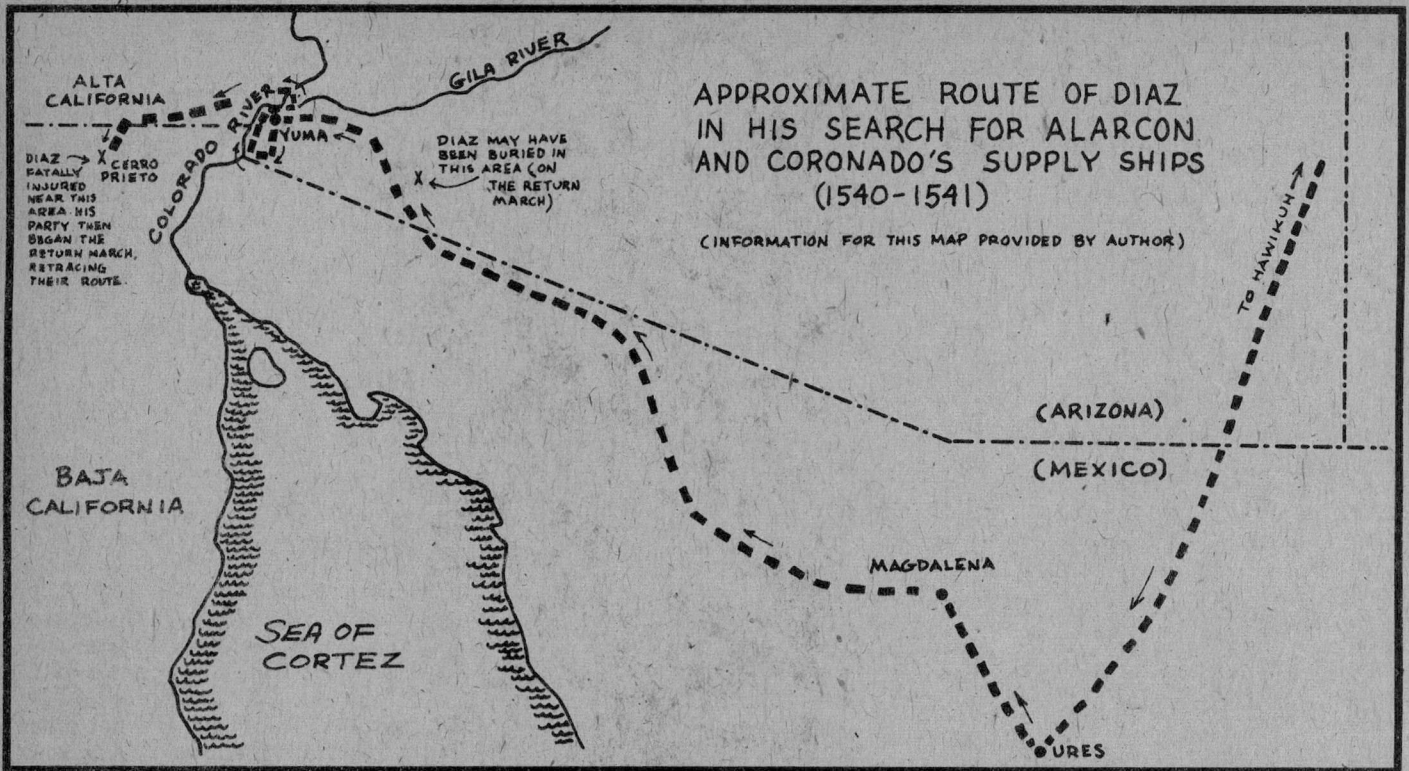 APPROXIMATE ROUTE OF DIAZ
IN HIS SEARCH FOR ALARCON
AND CORONADO'S SUPPLY SHIPS
(1540-1541)
(INFORMATION FOR THIS MAP PROVIDED BY AUTHOR)
ALTA
CALIFORNIA
COLORADO RIVER
GILA RIVER
YUMA
DIAZ
FATALLY
INJURED
NEAR THIS
AREA. HIS
PARTY THEN
BEGAN THE
RETURN MARCH,
RETRACING
THEIR ROUTE.
X CERRO
PRIETO
DIAZ MAY HAVE
BEEN BURIED IN
THIS AREA (ON
THE RETURN
MARCH)
X
TO HAWIKUH
(ARIZONA)
(MEXICO)
BAJA
CALIFORNIA
SEA OF
CORTEZ
MAGDALENA
URES